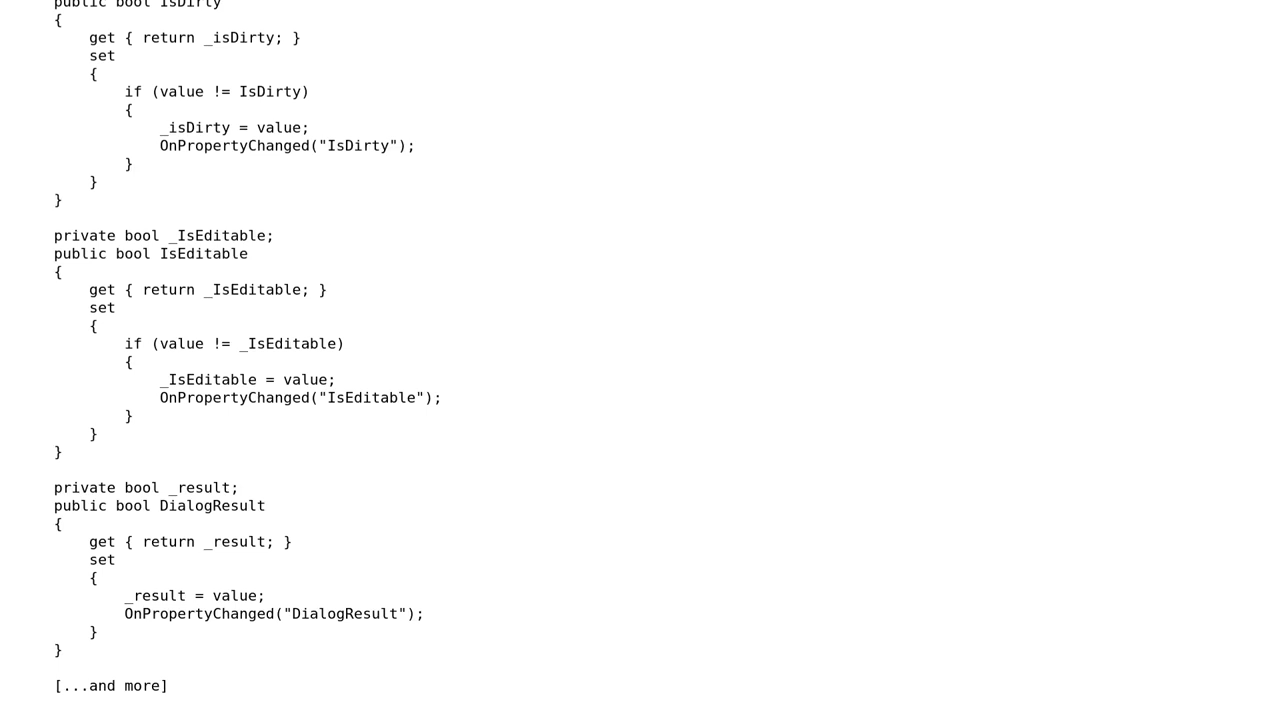 public bool IsDirty
{
    get { return _isDirty; }
    set
    {
        if (value != IsDirty)
        {
            _isDirty = value;
            OnPropertyChanged("IsDirty");
        }
    }
}

private bool _IsEditable;
public bool IsEditable
{
    get { return _IsEditable; }
    set
    {
        if (value != _IsEditable)
        {
            _IsEditable = value;
            OnPropertyChanged("IsEditable");
        }
    }
}

private bool _result;
public bool DialogResult
{
    get { return _result; }
    set
    {
        _result = value;
        OnPropertyChanged("DialogResult");
    }
}

[...and more]